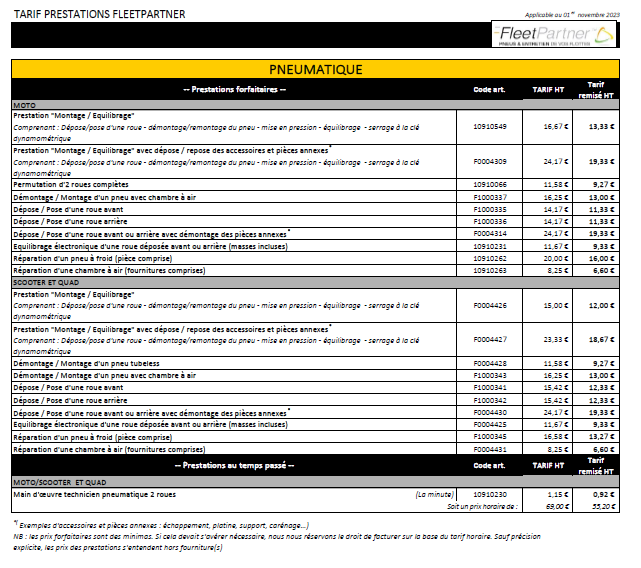 TARIF PRESTATIONS FLEETPARTNER
Applicable au 01er novembre 2023
FleetPartner™
PNEUS & ENTRETIEN DE VOS FLOTTES
PNEUMATIQUE
-- Prestations forfaitaires -- Code art. TARIF HT Tarif remisé HT
MOTO
Prestation "Montage / Equilibrage"
Comprenant : Dépose/pose d'une roue - démontage/remontage du pneu - mise en pression - équilibrage - serrage à la clé
dynamométrique
10910549 16,67 € 13,33 €
Prestation "Montage / Equilibrage" avec dépose / repose des accessoires et pièces annexes*
Comprenant : Dépose/pose d'une roue - démontage/remontage du pneu - mise en pression - équilibrage - serrage à la clé
dynamométrique
F0004309 24,17 € 19,33 €
Permutation d'2 roues complètes 10910066 11,58 € 9,27 €
Démontage / Montage d'un pneu avec chambre à air F1000337 16,25 € 13,00 €
Dépose / Pose d'une roue avant F1000335 14,17 € 11,33 €
Dépose / Pose d'une roue arrière F1000336 14,17 € 11,33 €
Dépose / Pose d'une roue avant ou arrière avec démontage des pièces annexes* F0004314 24,17 € 19,33 €
Equilibrage électronique d'une roue déposée avant ou arrière (masses incluses) 10910231 11,67 € 9,33 €
Réparation d'un pneu à froid (pièce comprise) 10910262 20,00 € 16,00 €
Réparation d'une chambre à air (fournitures comprises) 10910263 8,25 € 6,60 €
SCOOTER ET QUAD
Prestation "Montage / Equilibrage"
Comprenant : Dépose/pose d'une roue - démontage/remontage du pneu - mise en pression - équilibrage - serrage à la clé
dynamométrique
F0004426 15,00 € 12,00 €
Prestation "Montage / Equilibrage" avec dépose / repose des accessoires et pièces annexes*
Comprenant : Dépose/pose d'une roue - démontage/remontage du pneu - mise en pression - équilibrage - serrage à la clé
dynamométrique
F0004427 23,33 € 18,67 €
Démontage / Montage d'un pneu tubeless F0004428 11,58 € 9,27 €
Démontage / Montage d'un pneu avec chambre à air F1000343 16,25 € 13,00 €
Dépose / Pose d'une roue avant F1000341 15,42 € 12,33 €
Dépose / Pose d'une roue arrière F1000342 15,42 € 12,33 €
Dépose / Pose d'une roue avant ou arrière avec démontage des pièces annexes* F0004430 24,17 € 19,33 €
Equilibrage électronique d'une roue déposée avant ou arrière (masses incluses) F0004425 11,67 € 9,33 €
Réparation d'un pneu à froid (pièce comprise) F1000345 16,58 € 13,27 €
Réparation d'une chambre à air (fournitures comprises) F0004431 8,25 € 6,60 €
-- Prestations au temps passé -- Code art. TARIF HT Tarif remisé HT
MOTO/SCOOTER ET QUAD
Main d'œuvre technicien pneumatique 2 roues (La minute) 10910230 1,15 € 0,92 €
Soit un prix horaire de : 69,00 € 55,20 €
*( Exemples d'accessoires et pièces annexes : échappement, platine, support, carénage...)
NB : les prix forfaitaires sont des minimas. Si cela devait s'avérer nécessaire, nous nous réservons le droit de facturer sur la base du tarif horaire. Sauf précision
explicite, les prix des prestations s'entendent hors fourniture(s)